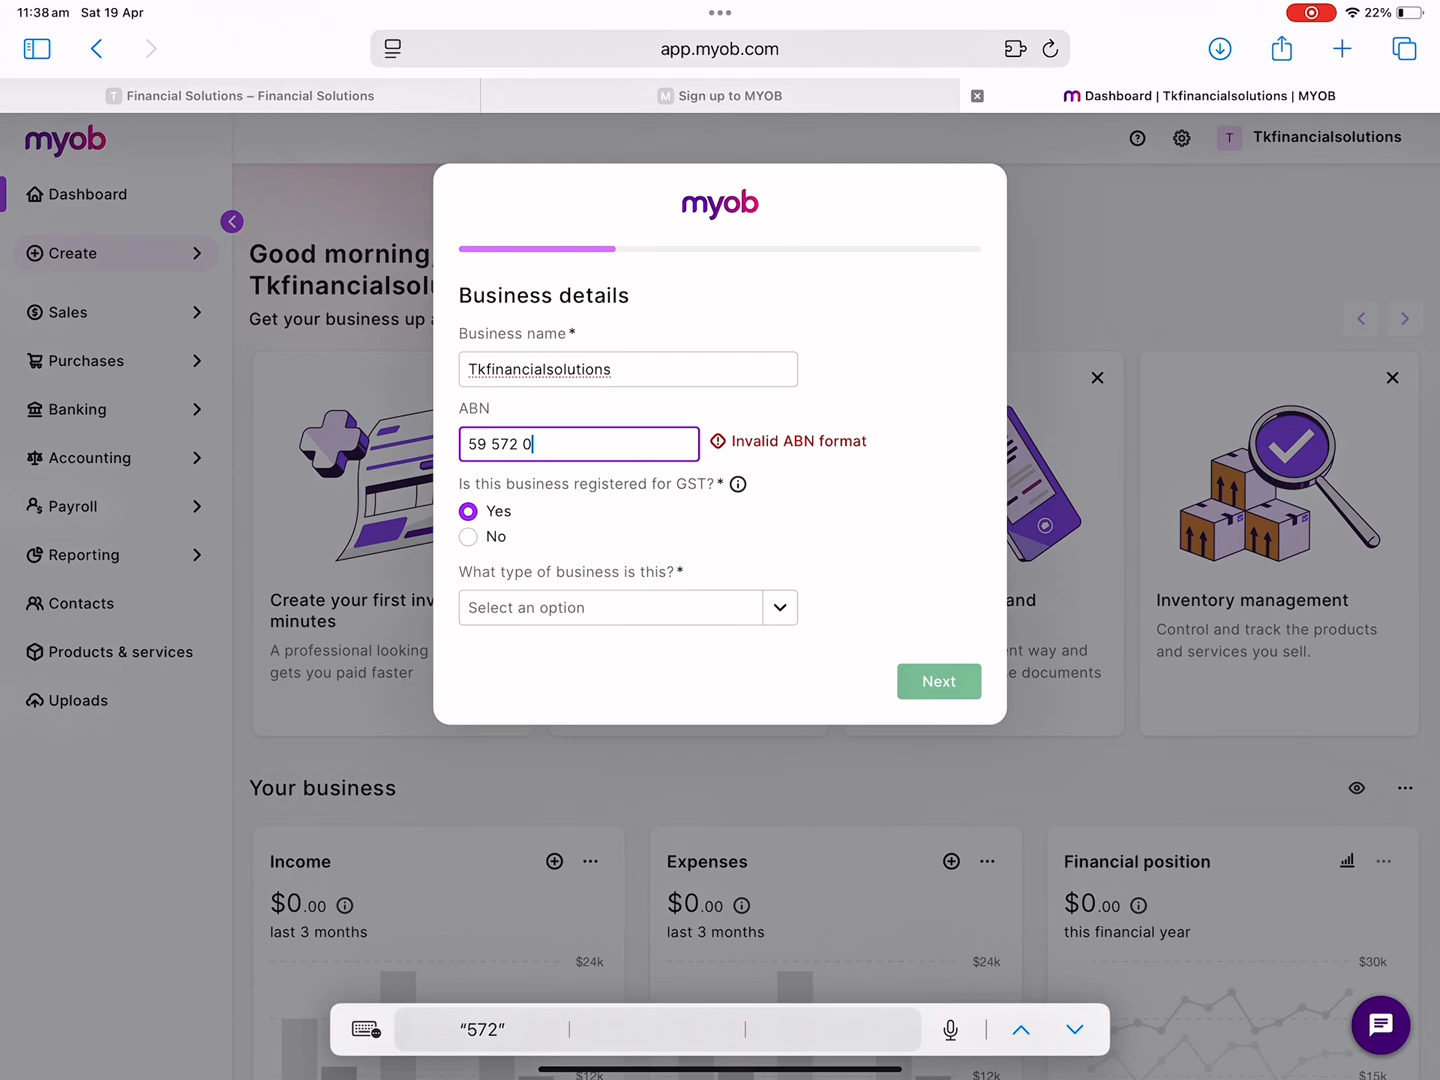 11:38 am Sat 19 Apr
22%
app.myob.com
T Financial Solutions – Financial Solutions
M Sign up to MYOB
Dashboard | Tkfinancialsolutions | MYOB
myob
T Tkfinancialsolutions
Dashboard
Create
Sales
Purchases
Banking
Accounting
Payroll
Reporting
Contacts
Products & services
Uploads
Good morning,
Tkfinancialsol
Get your business up
myob
Business details
Business name*
Tkfinancialsolutions
ABN
59 572 0
Invalid ABN format
Is this business registered for GST?*
Yes
No
What type of business is this?*
Select an option
Next
Create your first inv
minutes
A professional looking
gets you paid faster
and
nt way and
e documents
Inventory management
Control and track the products
and services you sell.
Your business
Income
$0.00
last 3 months
$24k
$12k
Expenses
$0.00
last 3 months
$24k
$12k
Financial position
$0.00
this financial year
$30k
$15k
“572”